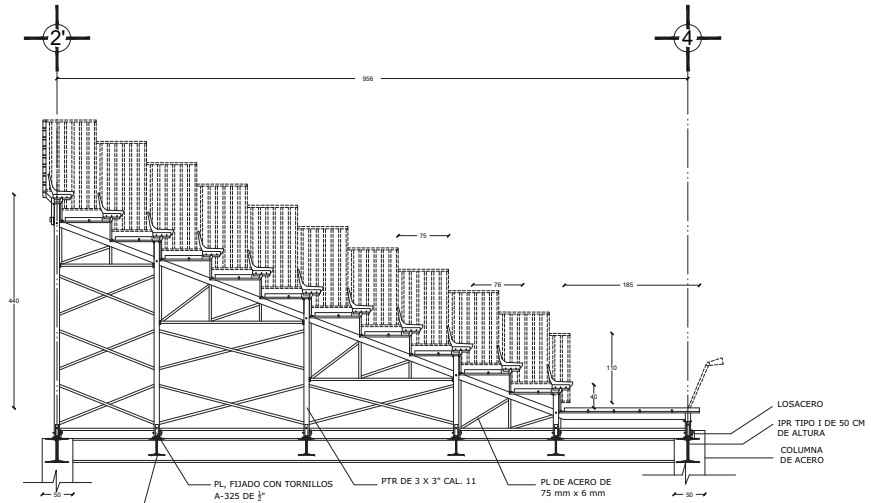 2'
4
956
75
76
185
440
110
40
LOSACERO
IPR TIPO I DE 50 CM
DE ALTURA
COLUMNA
DE ACERO
PL, FIJADO CON TORNILLOS
A-325 DE ½"
PTR DE 3 X 3" CAL. 11
PL DE ACERO DE
75 mm x 6 mm
50
50